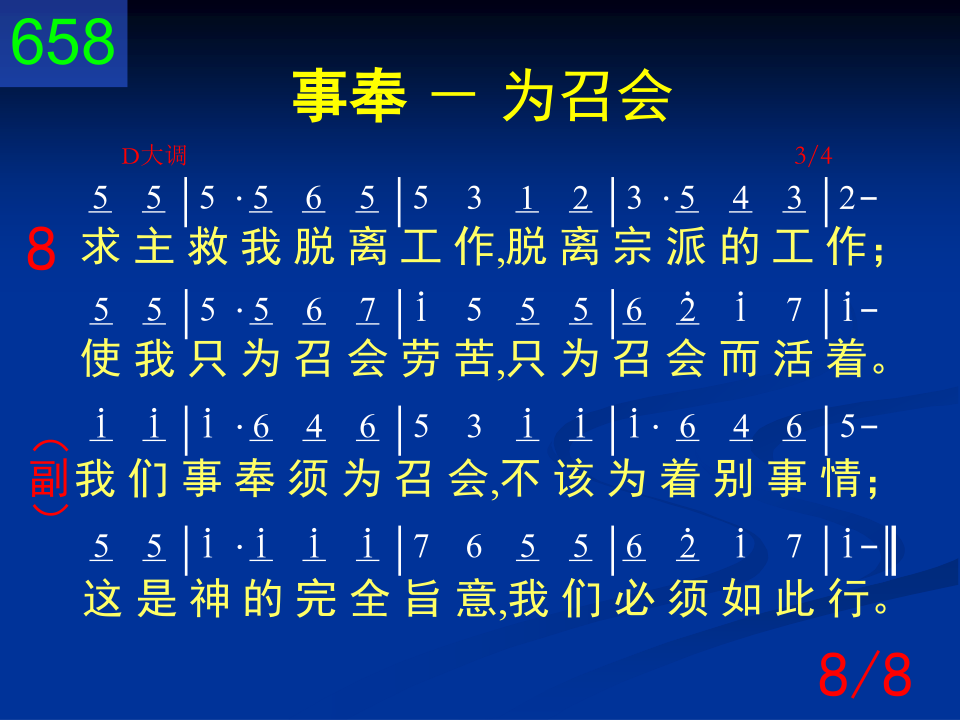 658
事奉 － 为召会
D大调 3/4
5 5 | 5 · 5 6 5 | 5 3 1 2 | 3 · 5 4 3 | 2-
8 求主救我脱离工作,脱离宗派的工作；
5 5 | 5 · 5 6 7 | i 5 5 5 | 6 2̇ i 7 | i-
使我只为召会劳苦,只为召会而活着。
i i | i · 6 4 6 | 5 3 i i | i · 6 4 6 | 5-
（副）我们事奉须为召会,不该为着别事情；
5 5 | i · i i i | 7 6 5 5 | 6 2̇ i 7 | i-‖
这是神的完全旨意,我们必须如此行。
8/8